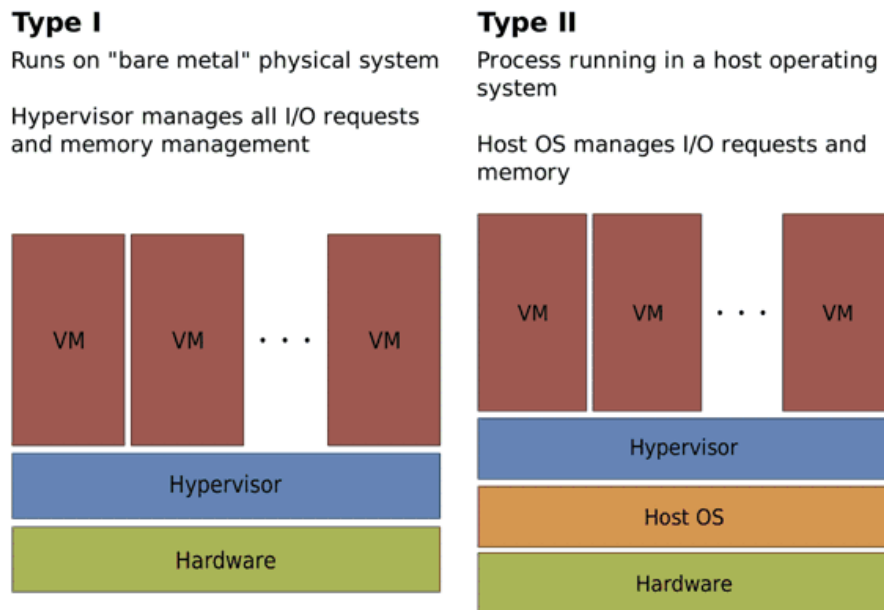 Type I
Runs on "bare metal" physical system
Hypervisor manages all I/O requests
and memory management
VM
VM
. . .
VM
Hypervisor
Hardware
Type II
Process running in a host operating
system
Host OS manages I/O requests and
memory
VM
VM
. . .
VM
Hypervisor
Host OS
Hardware